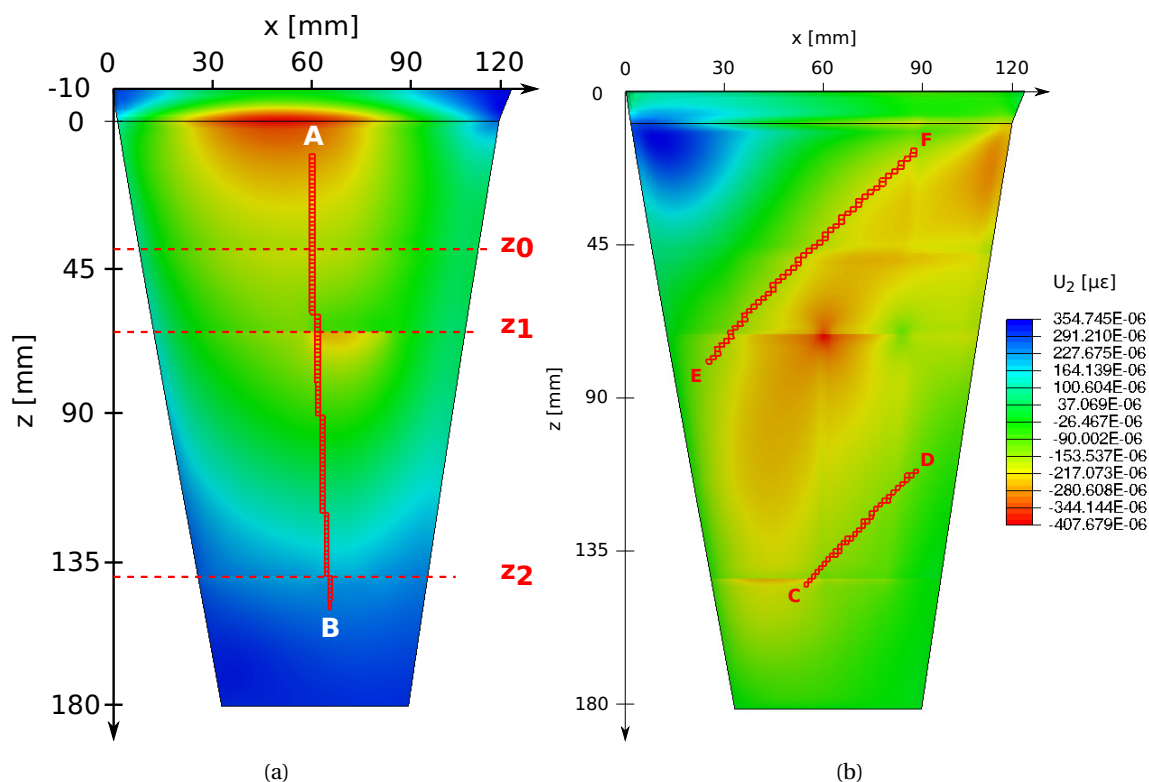 x [mm]
0 30 60 90 120
-10
0
45
90
135
180
z [mm]
A
z0
z1
z2
B
(a)
x [mm]
0 30 60 90 120
0
45
90
135
180
z [mm]
F
E
D
C
(b)
U2 [µε]
354.745E-06
291.210E-06
227.675E-06
164.139E-06
100.604E-06
37.069E-06
-26.467E-06
-90.002E-06
-153.537E-06
-217.073E-06
-280.608E-06
-344.144E-06
-407.679E-06